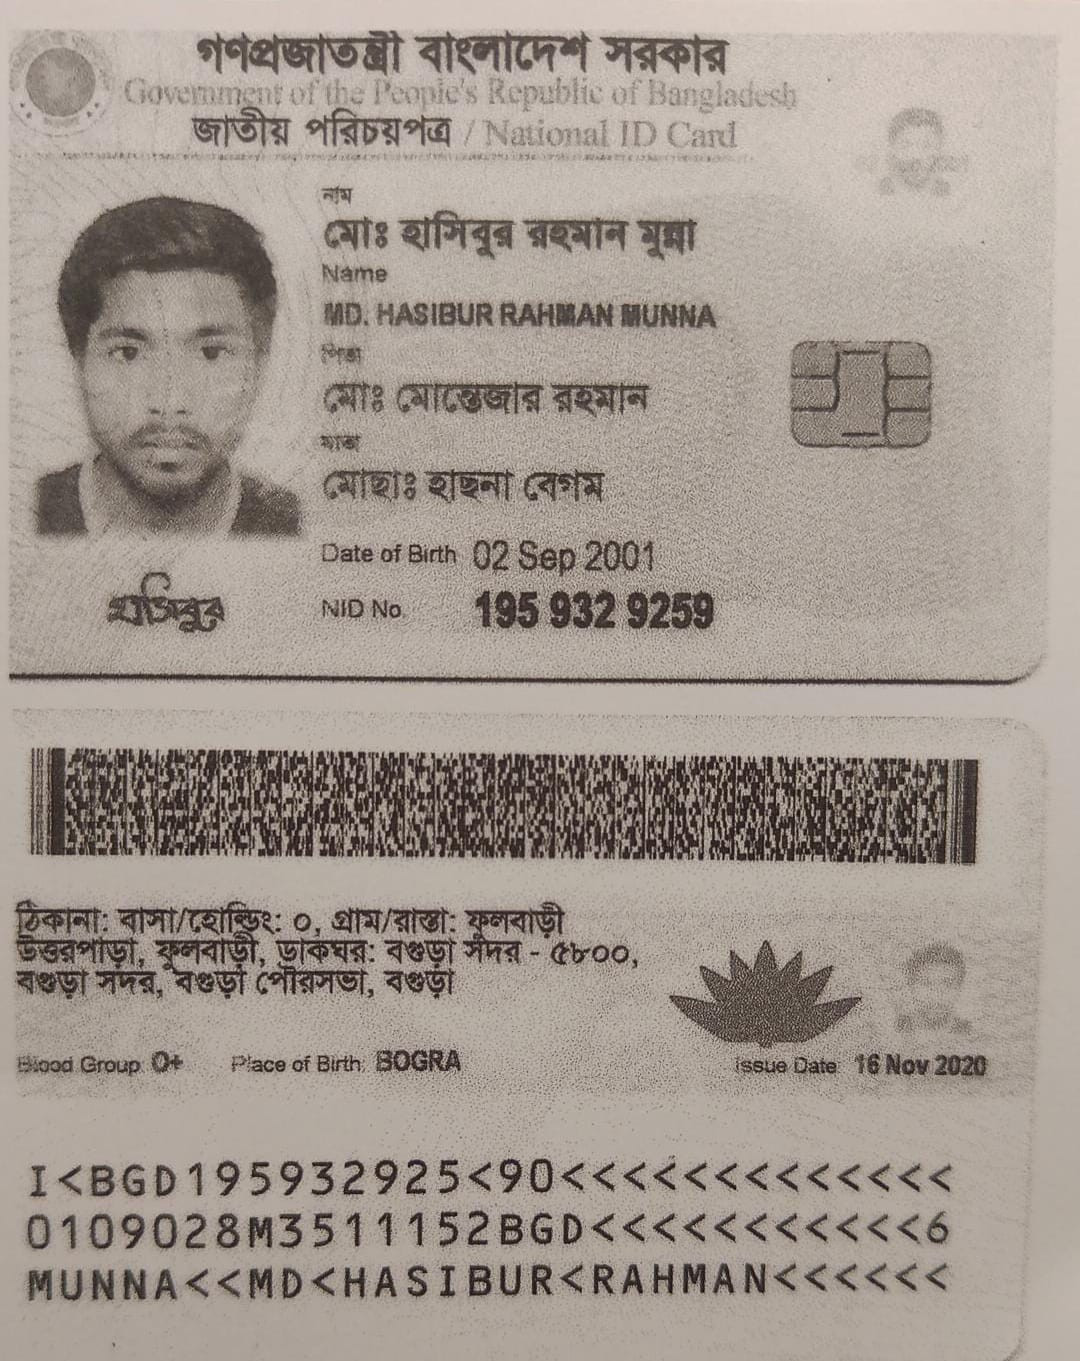 গণপ্রজাতন্ত্রী বাংলাদেশ সরকার
Government of the People's Republic of Bangladesh
জাতীয় পরিচয়পত্র / National ID Card
নাম
মোঃ হাসিবুর রহমান মুন্না
Name
MD. HASIBUR RAHMAN MUNNA
পিতা
মোঃ মোন্তেজার রহমান
মাতা
মোছাঃ হাছনা বেগম
Date of Birth 02 Sep 2001
হাসিবুর
NID No. 195 932 9259
ঠিকানা: বাসা/হোল্ডিং: ০, গ্রাম/রাস্তা: ফুলবাড়ী
উত্তরপাড়া, ফুলবাড়ী, ডাকঘর: বগুড়া সদর - ৫৮০০,
বগুড়া সদর, বগুড়া পৌরসভা, বগুড়া
Blood Group: O+ Place of Birth: BOGRA Issue Date: 16 Nov 2020
I<BGD195932925<90<<<<<<<<<<<<<
0109028M3511152BGD<<<<<<<<<<<6
MUNNA<<MD<HASIBUR<RAHMAN<<<<<<